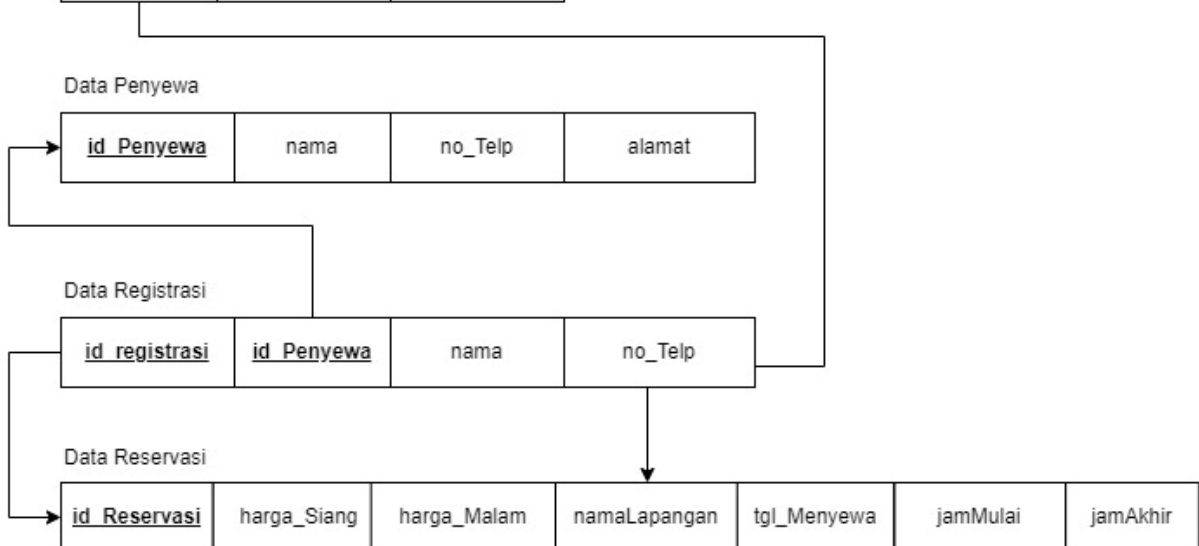 Data Penyewa
id_Penyewa nama no_Telp alamat
Data Registrasi
id_registrasi id_Penyewa nama no_Telp
Data Reservasi
id_Reservasi harga_Siang harga_Malam namaLapangan tgl_Menyewa jamMulai jamAkhir